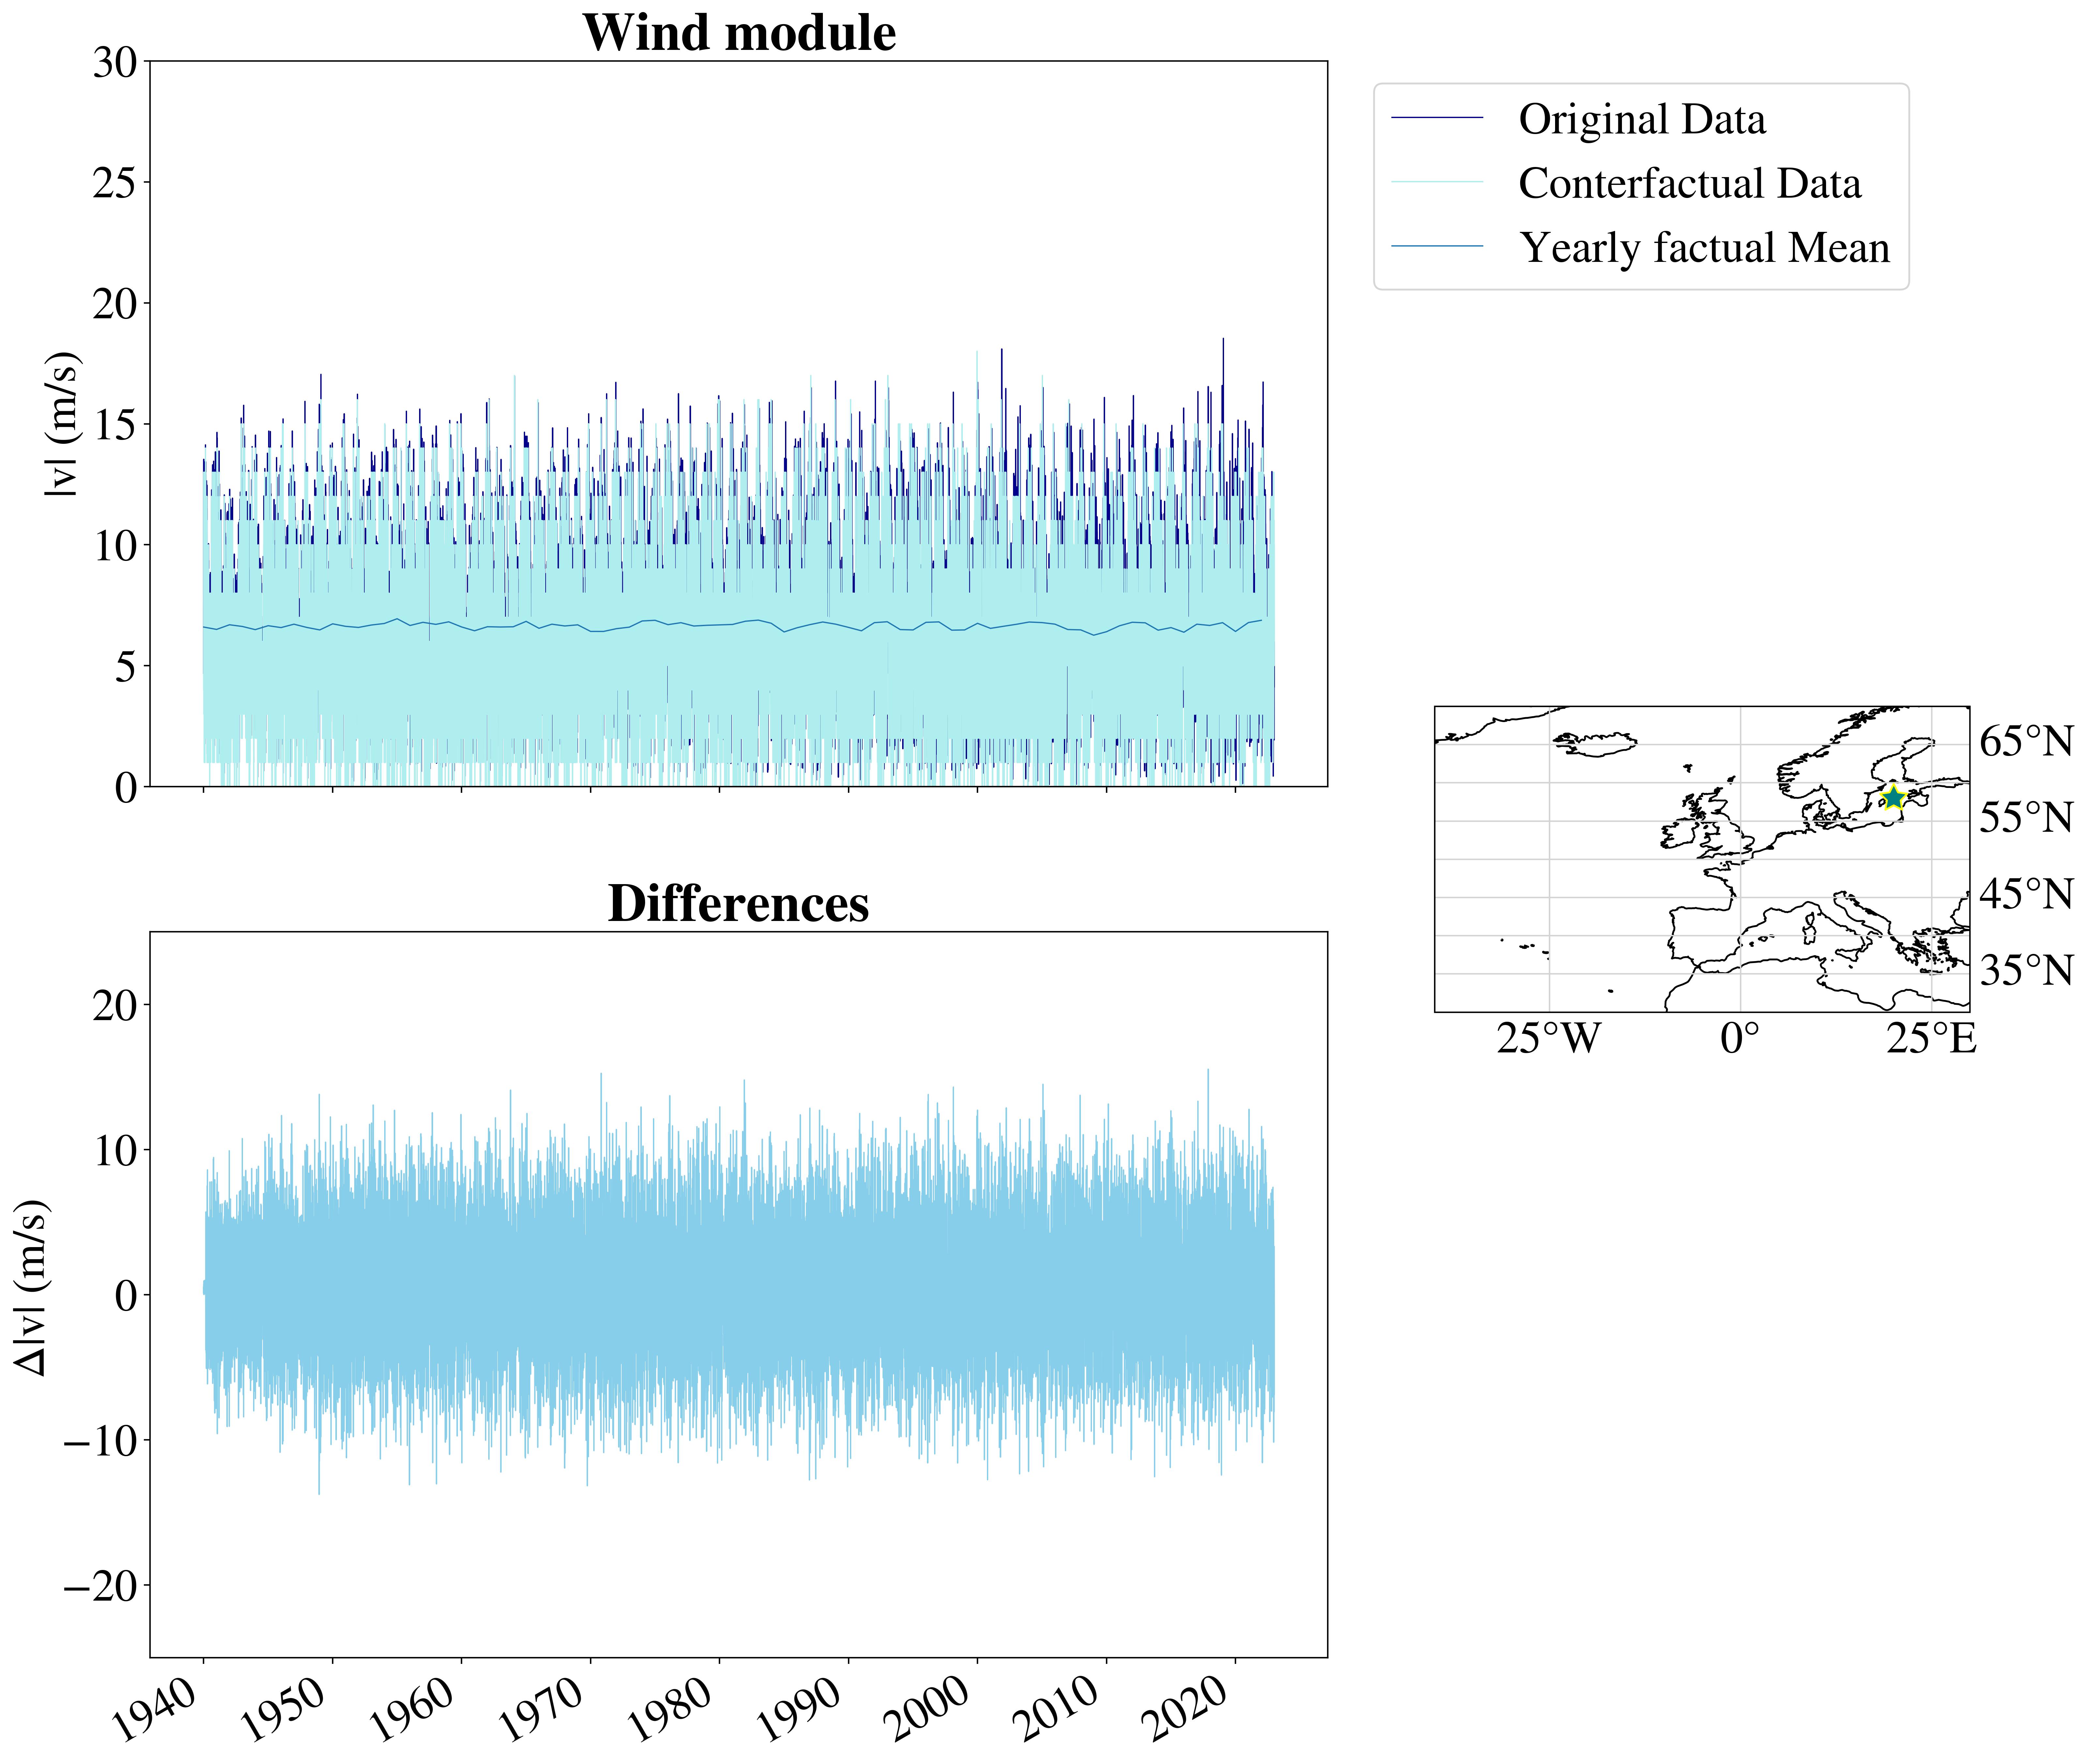 Wind module
30
25
20
15
10
5
0
|v| (m/s)
Original Data
Conterfactual Data
Yearly factual Mean
65°N
55°N
45°N
35°N
25°W 0° 25°E
Differences
20
10
0
−10
−20
Δ|v| (m/s)
1940 1950 1960 1970 1980 1990 2000 2010 2020